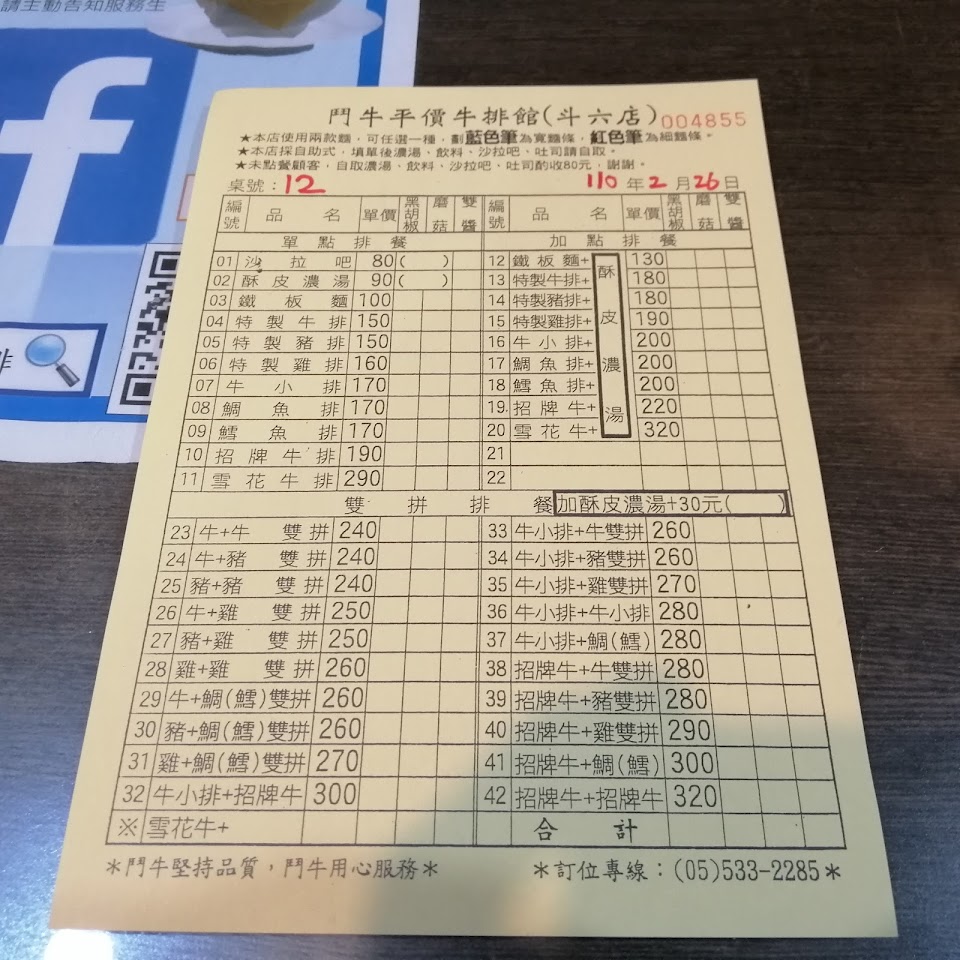 請主動告知服務生
f
排
鬥牛平價牛排館(斗六店) 004855
★本店使用兩款麵,可任選一種,劃藍色筆為寬麵條,紅色筆為細麵條。
★本店採自助式,填單後濃湯、飲料、沙拉吧、吐司請自取。
★未點餐顧客,自取濃湯、飲料、沙拉吧、吐司酌收80元,謝謝。
桌號:12 110年2月26日
編號 品名 單價 黑胡椒 磨菇 雙醬 編號 品名 單價 黑胡椒 磨菇 雙醬
單點排餐 加點排餐
01 沙拉吧 80 ( ) 12 鐵板麵+ 130
02 酥皮濃湯 90 ( ) 13 特製牛排+ 180
03 鐵板麵 100 14 特製豬排+ 180
04 特製牛排 150 15 特製雞排+ 190
05 特製豬排 150 16 牛小排+ 200
06 特製雞排 160 17 鯛魚排+ 200
07 牛小排 170 18 鱈魚排+ 200
08 鯛魚排 170 19. 招牌牛+ 220
09 鱈魚排 170 20 雪花牛+ 320
酥皮濃湯
10 招牌牛排 190 21
11 雪花牛排 290 22
雙拼排餐 加酥皮濃湯+30元( )
23 牛+牛 雙拼 240 33 牛小排+牛雙拼 260
24 牛+豬 雙拼 240 34 牛小排+豬雙拼 260
25 豬+豬 雙拼 240 35 牛小排+雞雙拼 270
26 牛+雞 雙拼 250 36 牛小排+牛小排 280
27 豬+雞 雙拼 250 37 牛小排+鯛(鱈) 280
28 雞+雞 雙拼 260 38 招牌牛+牛雙拼 280
29 牛+鯛(鱈)雙拼 260 39 招牌牛+豬雙拼 280
30 豬+鯛(鱈)雙拼 260 40 招牌牛+雞雙拼 290
31 雞+鯛(鱈)雙拼 270 41 招牌牛+鯛(鱈) 300
32 牛小排+招牌牛 300 42 招牌牛+招牌牛 320
※ 雪花牛+ 合計
*鬥牛堅持品質,鬥牛用心服務* *訂位專線:(05)533-2285*